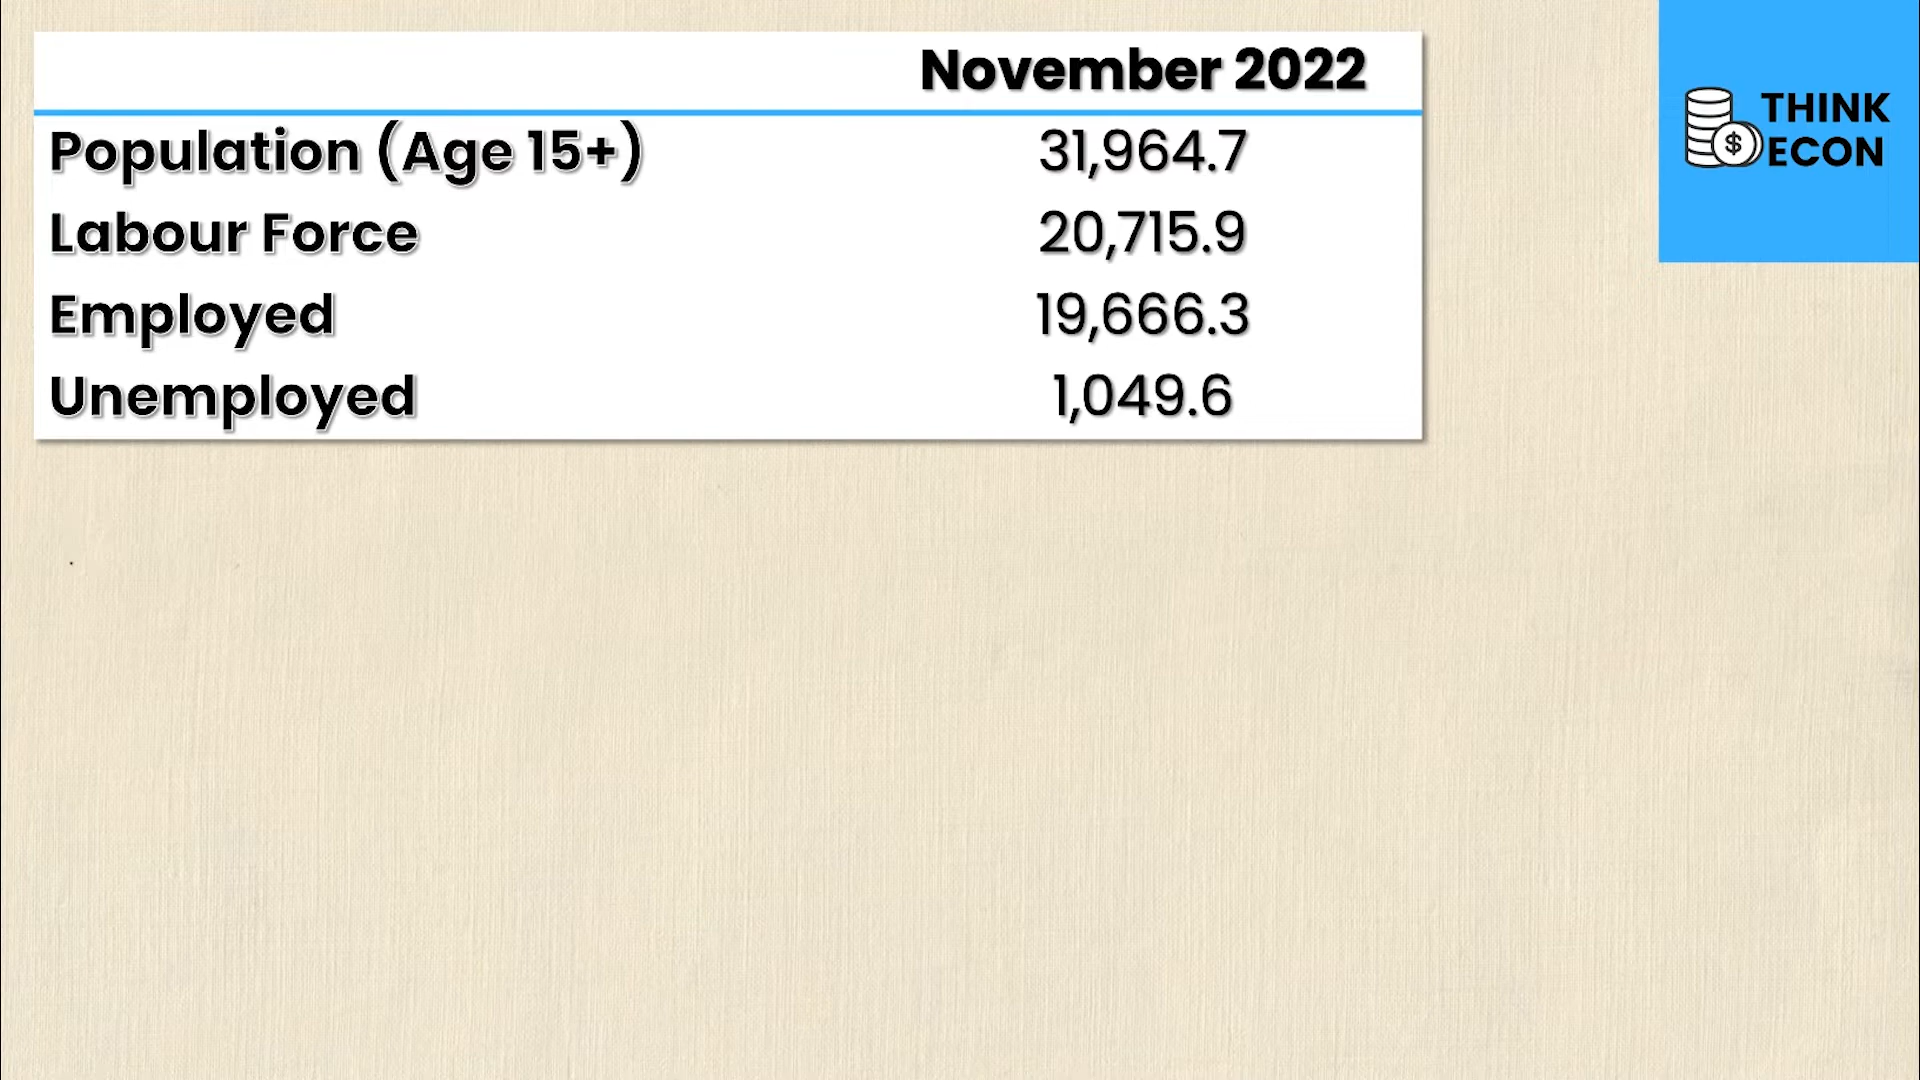 November 2022
Population (Age 15+) 31,964.7
Labour Force 20,715.9
Employed 19,666.3
Unemployed 1,049.6
THINK
ECON
$